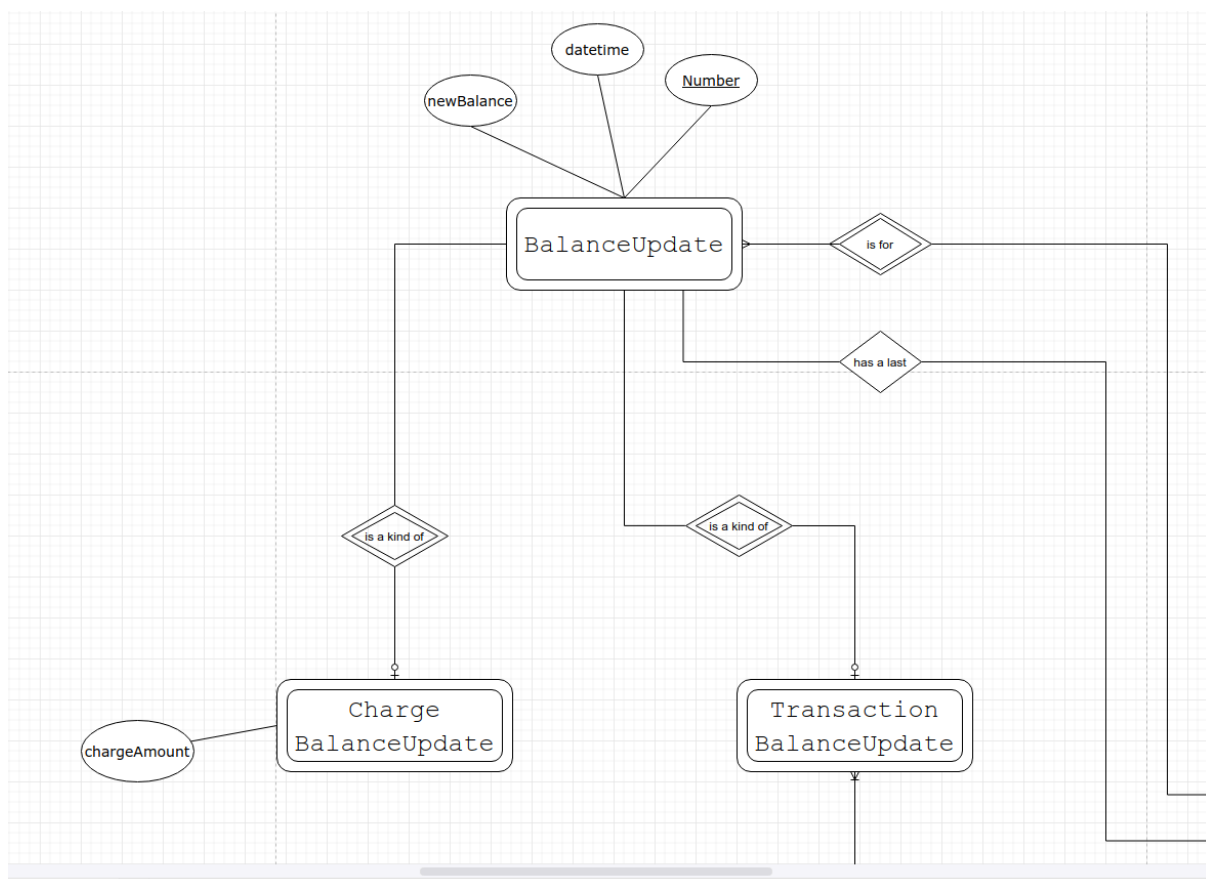 datetime
Number
newBalance
BalanceUpdate
is for
has a last
is a kind of
is a kind of
Charge
BalanceUpdate
Transaction
BalanceUpdate
chargeAmount